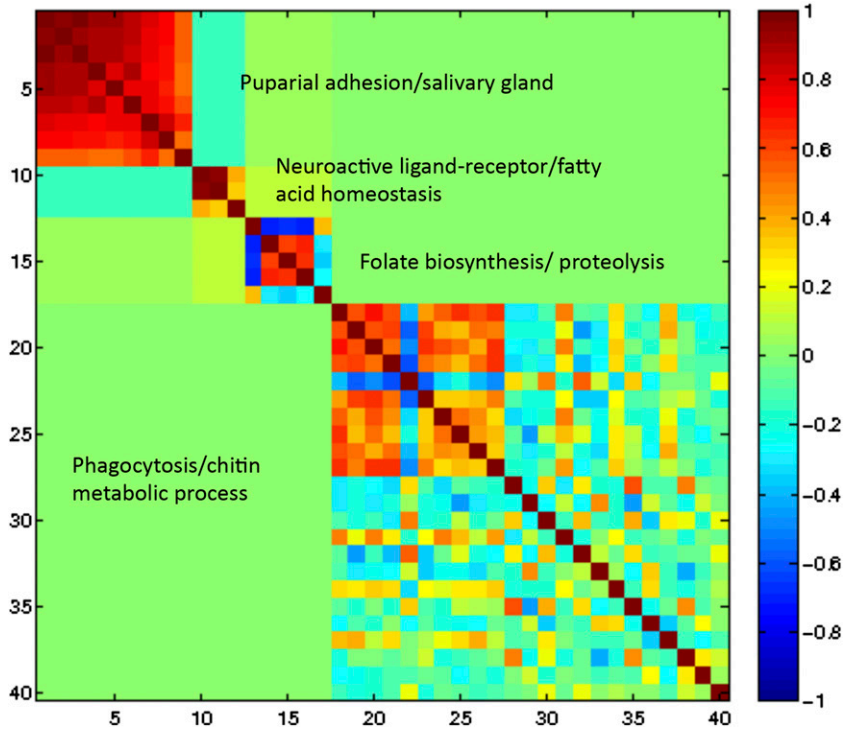 Puparial adhesion/salivary gland
Neuroactive ligand-receptor/fatty
acid homeostasis
Folate biosynthesis/ proteolysis
Phagocytosis/chitin
metabolic process
5
10
15
20
25
30
35
40
5 10 15 20 25 30 35 40
1
0.8
0.6
0.4
0.2
0
-0.2
-0.4
-0.6
-0.8
-1